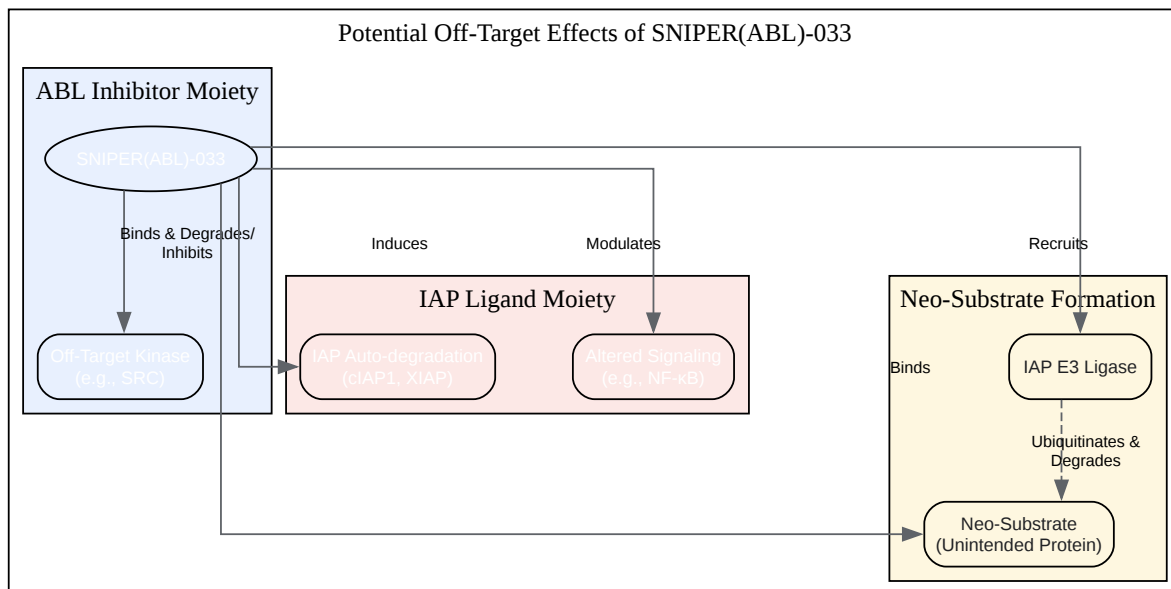 Potential Off-Target Effects of SNIPER(ABL)-033
ABL Inhibitor Moiety
SNIPER(ABL)-033
Binds & Degrades/
Inhibits
Induces
Modulates
Recruits
IAP Ligand Moiety
Neo-Substrate Formation
Off-Target Kinase
(e.g., SRC)
IAP Auto-degradation
(cIAP1, XIAP)
Altered Signaling
(e.g., NF-κB)
Binds
IAP E3 Ligase
Ubiquitinates &
Degrades
Neo-Substrate
(Unintended Protein)